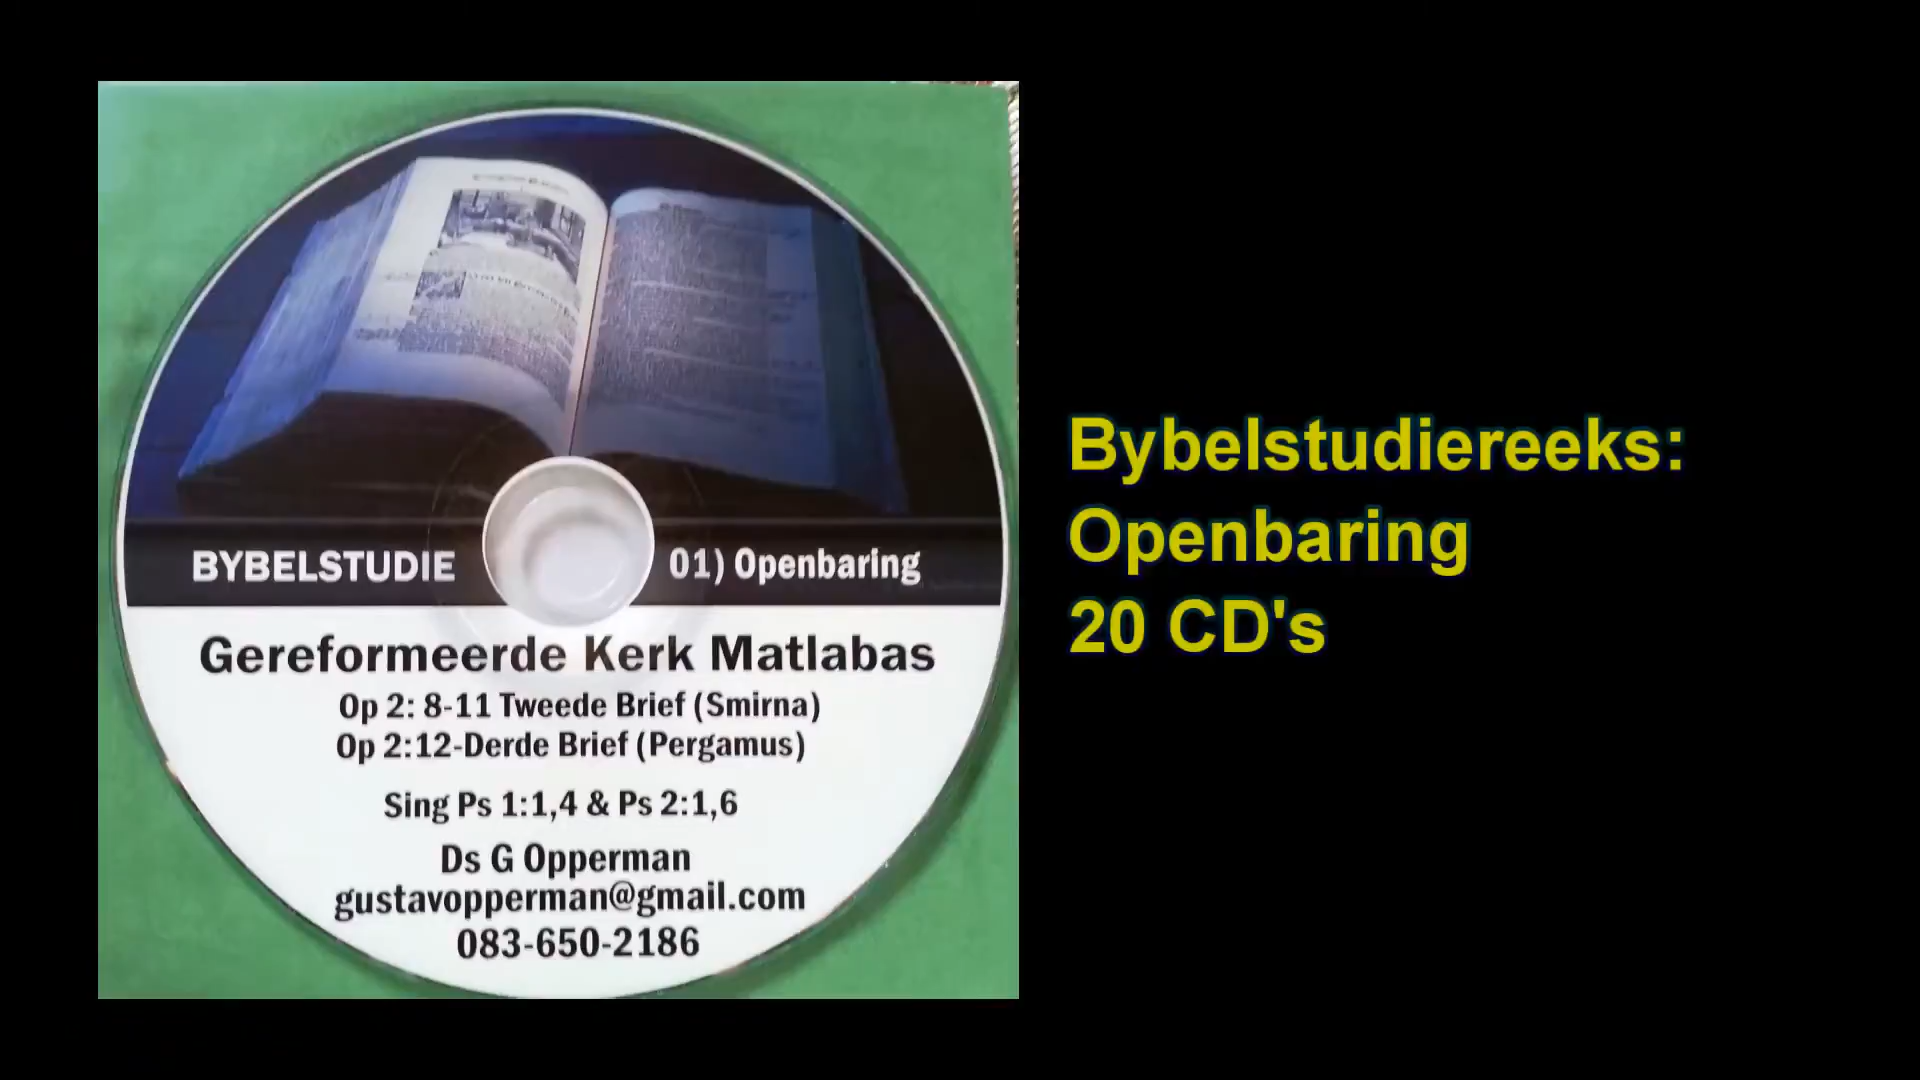 BYBELSTUDIE 01) Openbaring
Gereformeerde Kerk Matlabas
Op 2: 8-11 Tweede Brief (Smirna)
Op 2:12-Derde Brief (Pergamus)
Sing Ps 1:1,4 & Ps 2:1,6
Ds G Opperman
gustavopperman@gmail.com
083-650-2186
Bybelstudiereeks:
Openbaring
20 CD's